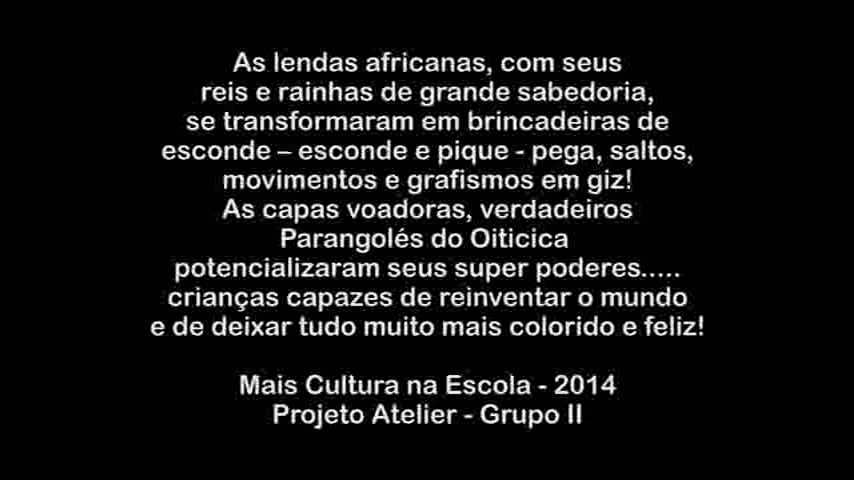 As lendas africanas, com seus
reis e rainhas de grande sabedoria,
se transformaram em brincadeiras de
esconde – esconde e pique - pega, saltos,
movimentos e grafismos em giz!
As capas voadoras, verdadeiros
Parangolés do Oiticica
potencializaram seus super poderes.....
crianças capazes de reinventar o mundo
e de deixar tudo muito mais colorido e feliz!
Mais Cultura na Escola - 2014
Projeto Atelier - Grupo II